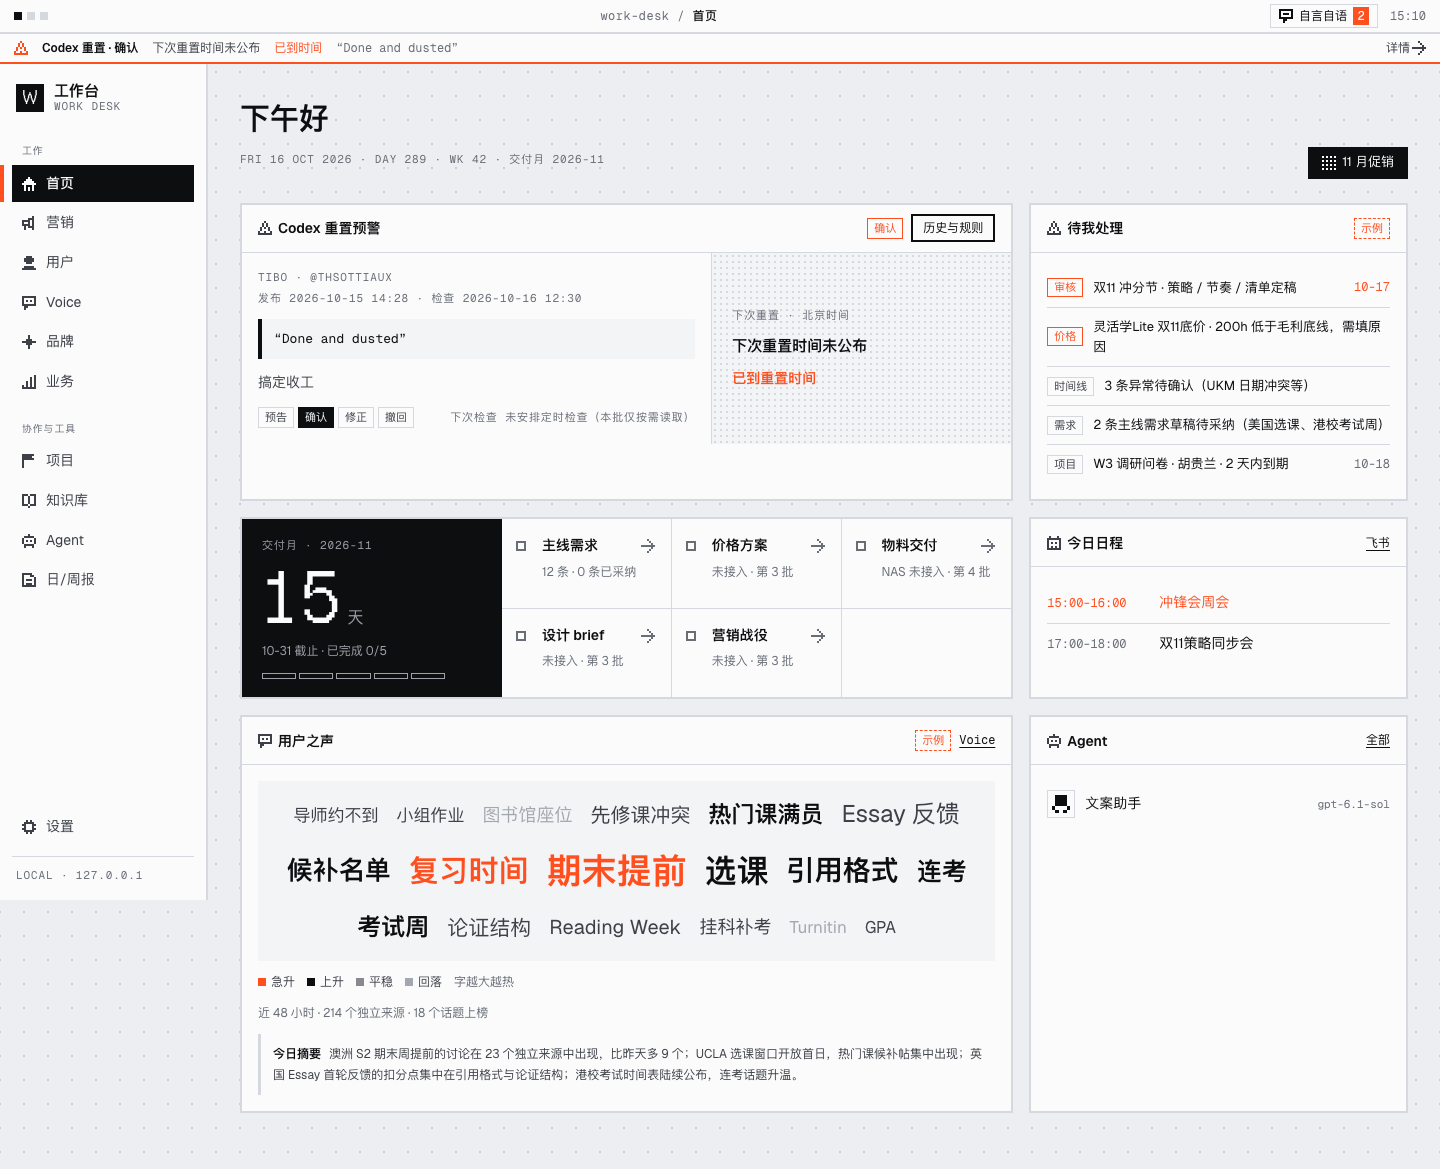 work-desk / 首页
自言自语 2
15:10
Codex 重置 · 确认 下次重置时间未公布 已到时间 “Done and dusted”
详情
W
工作台
WORK DESK
工作
首页
营销
用户
Voice
品牌
业务
协作与工具
项目
知识库
Agent
日/周报
设置
LOCAL · 127.0.0.1
下午好
FRI 16 OCT 2026 · DAY 289 · WK 42 · 交付月 2026-11
11 月促销
Codex 重置预警
确认
历史与规则
TIBO · @THSOTTIAUX
发布 2026-10-15 14:28 · 检查 2026-10-16 12:30
“Done and dusted”
搞定收工
预告 确认 修正 撤回
下次检查 未安排定时检查（本批仅按需读取）
下次重置 · 北京时间
下次重置时间未公布
已到重置时间
待我处理
示例
审核 双11 冲分节 · 策略 / 节奏 / 清单定稿 10-17
价格 灵活学Lite 双11底价 · 200h 低于毛利底线，需填原
因
时间线 3 条异常待确认（UKM 日期冲突等）
需求 2 条主线需求草稿待采纳（美国选课、港校考试周）
项目 W3 调研问卷 · 胡贵兰 · 2 天内到期 10-18
交付月 · 2026-11
15 天
10-31 截止 · 已完成 0/5
主线需求
12 条 · 0 条已采纳
价格方案
未接入 · 第 3 批
物料交付
NAS 未接入 · 第 4 批
设计 brief
未接入 · 第 3 批
营销战役
未接入 · 第 3 批
今日日程
飞书
15:00–16:00 冲锋会周会
17:00–18:00 双11策略同步会
用户之声
示例
Voice
导师约不到 小组作业 图书馆座位 先修课冲突 热门课满员 Essay 反馈
候补名单 复习时间 期末提前 选课 引用格式 连考
考试周 论证结构 Reading Week 挂科补考 Turnitin GPA
急升 上升 平稳 回落 字越大越热
近 48 小时 · 214 个独立来源 · 18 个话题上榜
今日摘要 澳洲 S2 期末周提前的讨论在 23 个独立来源中出现，比昨天多 9 个；UCLA 选课窗口开放首日，热门课候补帖集中出现；英
国 Essay 首轮反馈的扣分点集中在引用格式与论证结构；港校考试时间表陆续公布，连考话题升温。
Agent
全部
文案助手
gpt-6.1-sol